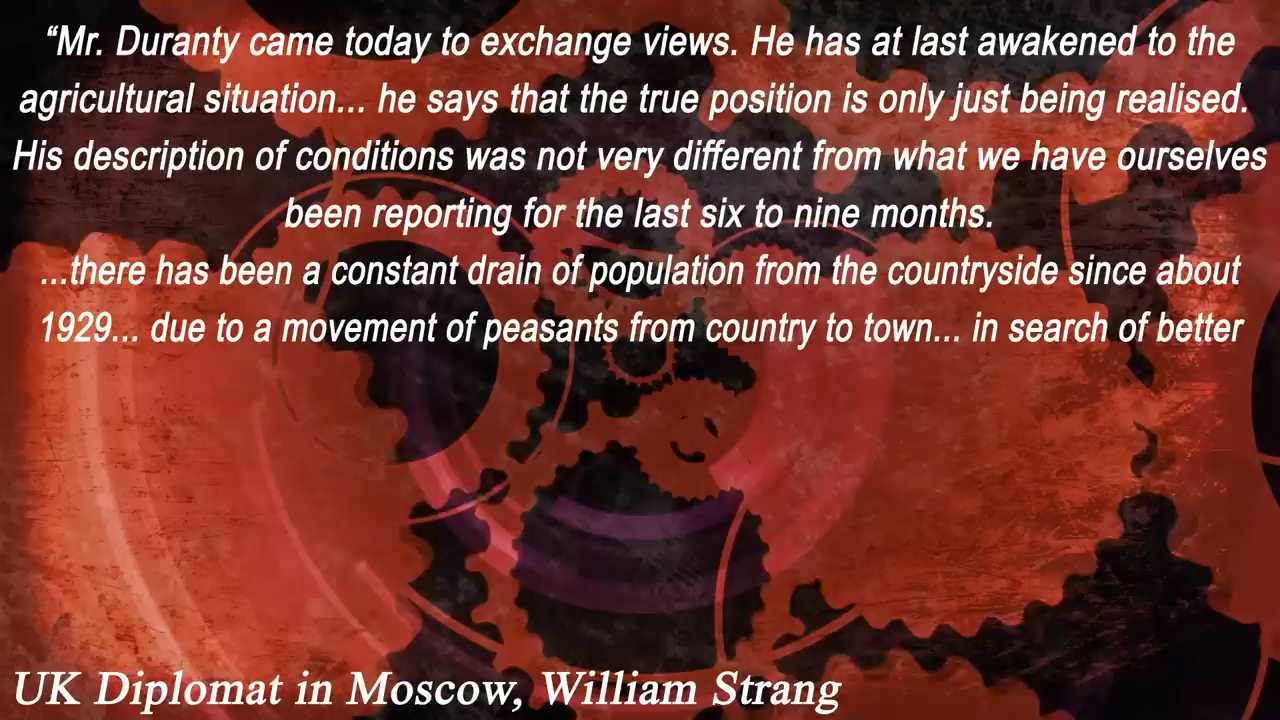 “Mr. Duranty came today to exchange views. He has at last awakened to the
agricultural situation... he says that the true position is only just being realised.
His description of conditions was not very different from what we have ourselves
been reporting for the last six to nine months.
...there has been a constant drain of population from the countryside since about
1929... due to a movement of peasants from country to town... in search of better
UK Diplomat in Moscow, William Strang